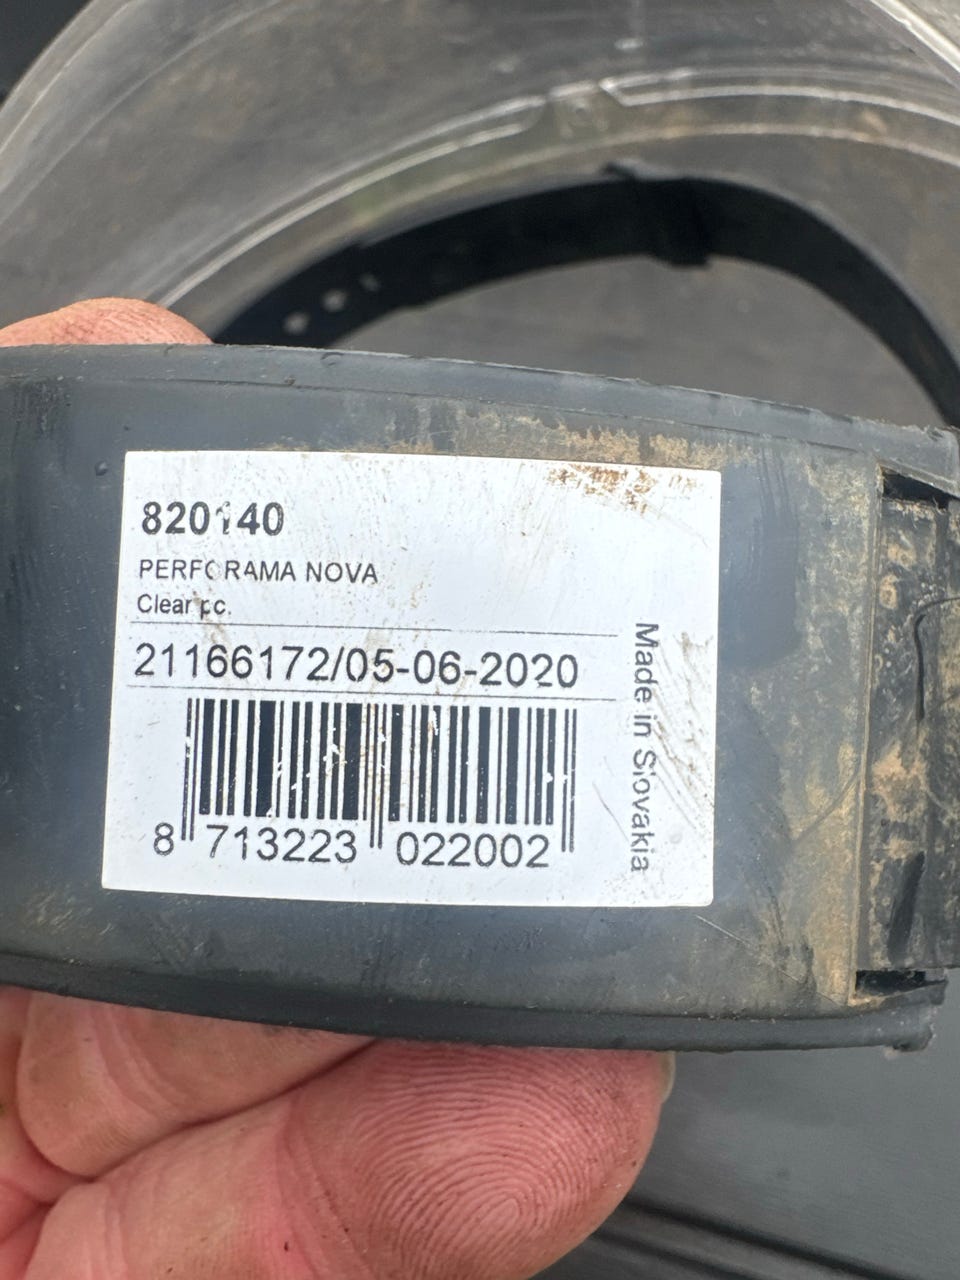 820140
PERFORAMA NOVA
Clear pc.
21166172/05-06-2020
Made in Slovakia
8 713223 022002